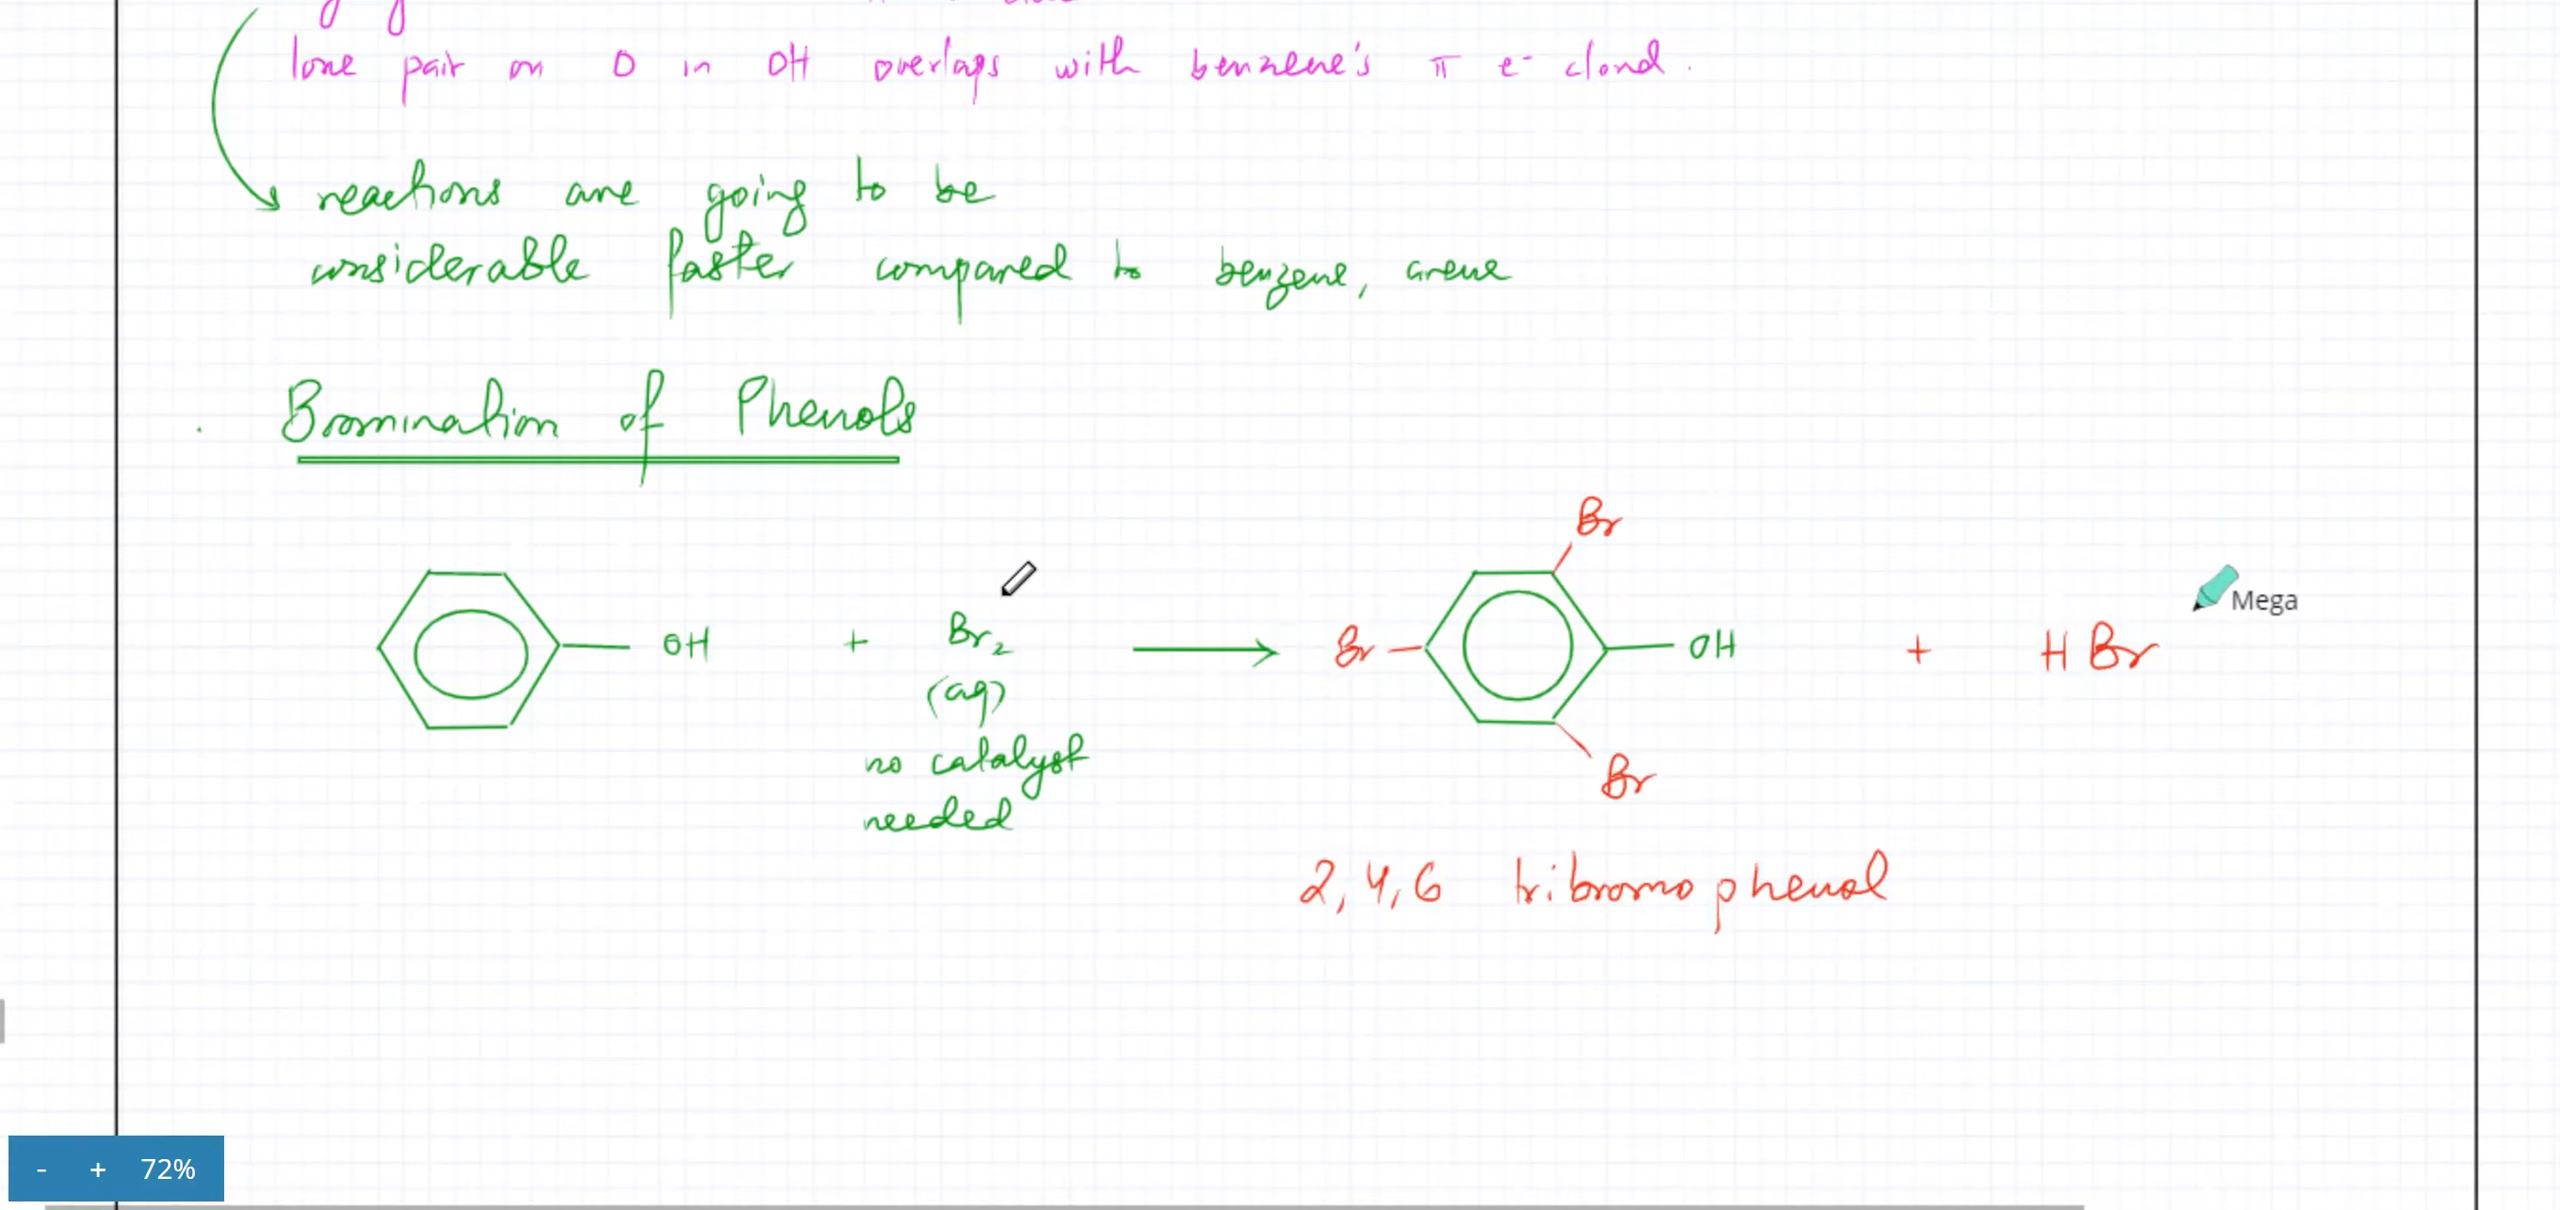 lone pair on O in OH overlaps with benzene's π e⁻ cloud.
reactions are going to be
considerable faster compared to benzene, arene
Bromination of Phenols
Br
OH + Br₂ → Br OH + HBr
Mega
(aq)
no catalyst
Br
needed
2,4,6 tribromophenol
- + 72%